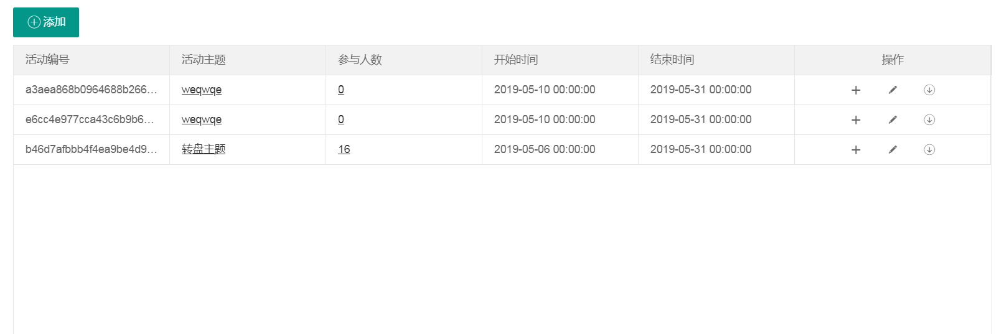 添加
活动编号 活动主题 参与人数 开始时间 结束时间 操作
a3aea868b0964688b266... weqwqe 0 2019-05-10 00:00:00 2019-05-31 00:00:00
e6cc4e977cca43c6b9b6... weqwqe 0 2019-05-10 00:00:00 2019-05-31 00:00:00
b46d7afbbb4f4ea9be4d9... 转盘主题 16 2019-05-06 00:00:00 2019-05-31 00:00:00